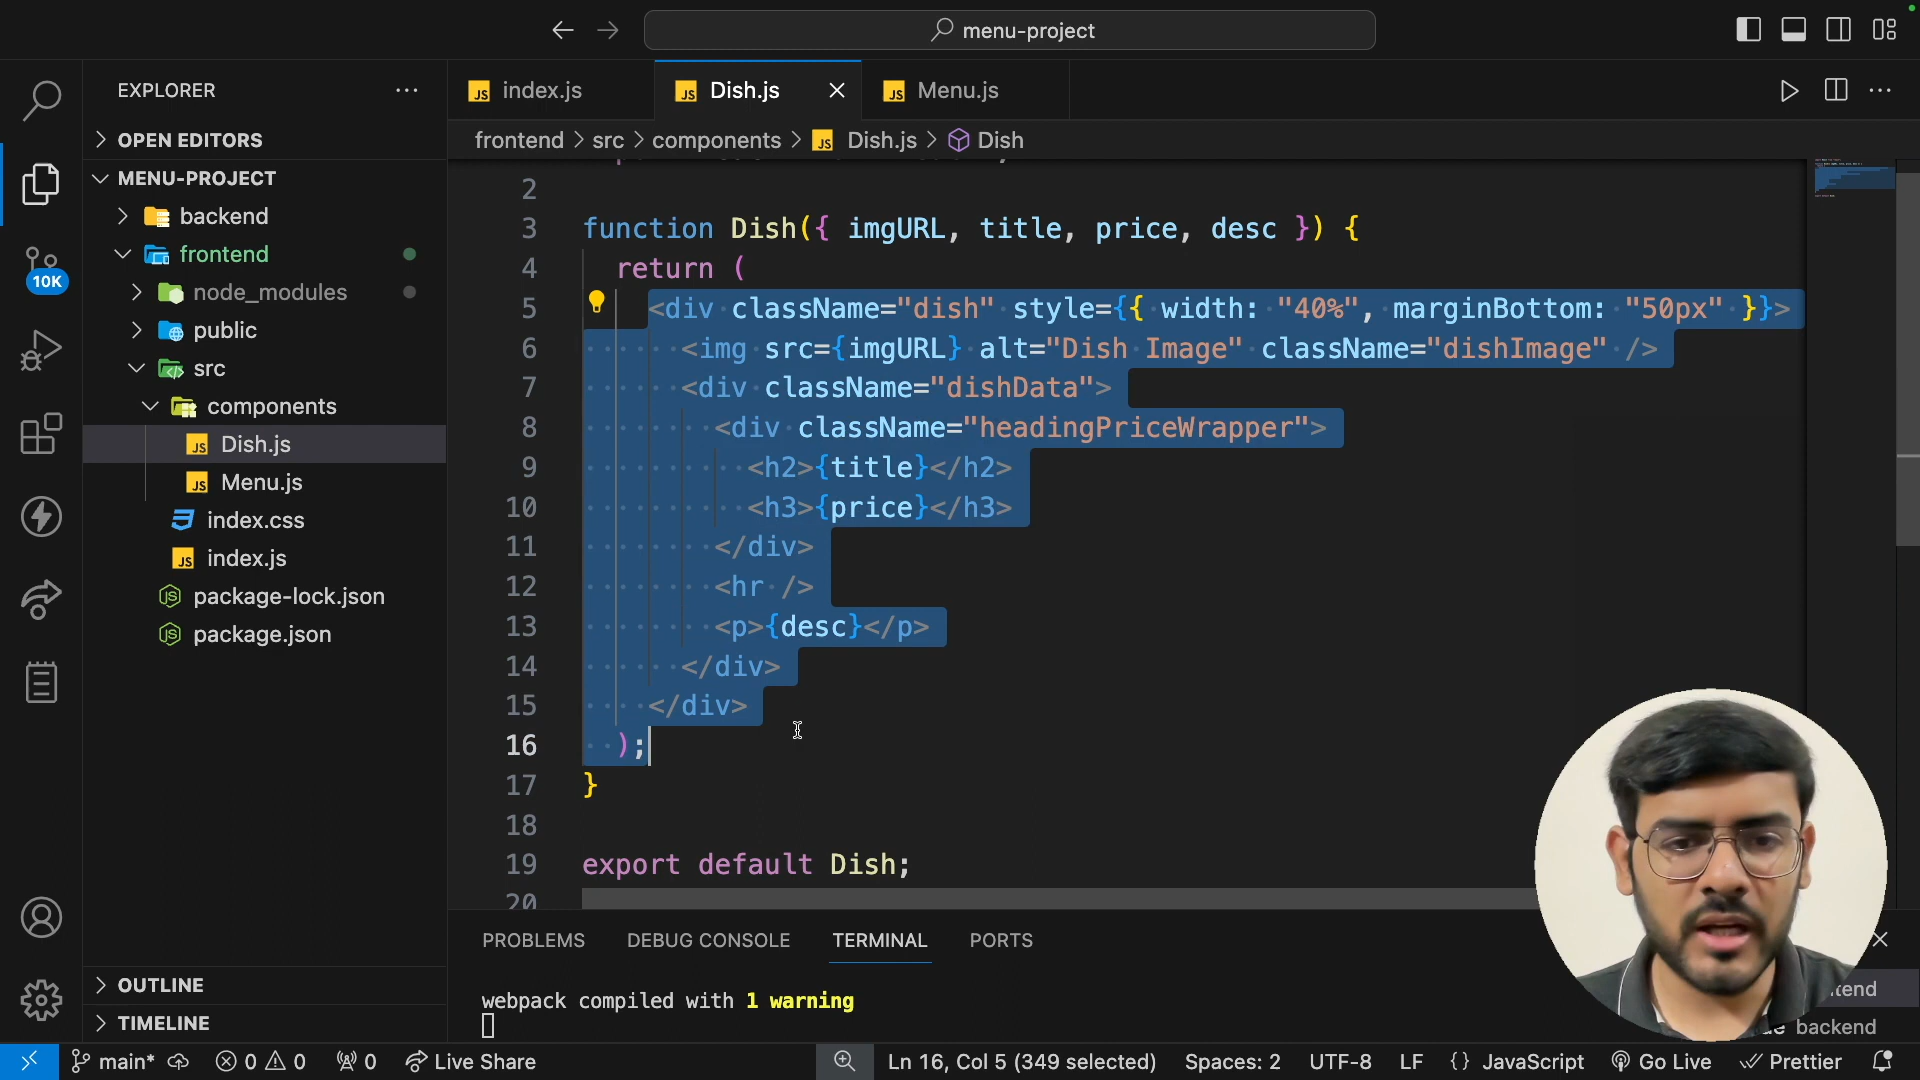 menu-project
EXPLORER
OPEN EDITORS
MENU-PROJECT
backend
frontend
node_modules
public
src
components
Dish.js
Menu.js
index.css
index.js
package-lock.json
package.json
OUTLINE
TIMELINE
10K
index.js
Dish.js
Menu.js
frontend > src > components > Dish.js > Dish
2
3 function Dish({ imgURL, title, price, desc }) {
4 return (
5 <div className="dish" style={{ width: "40%", marginBottom: "50px" }}>
6 <img src={imgURL} alt="Dish Image" className="dishImage" />
7 <div className="dishData">
8 <div className="headingPriceWrapper">
9 <h2>{title}</h2>
10 <h3>{price}</h3>
11 </div>
12 <hr />
13 <p>{desc}</p>
14 </div>
15 </div>
16 );
17 }
18
19 export default Dish;
20
PROBLEMS DEBUG CONSOLE TERMINAL PORTS
webpack compiled with 1 warning
backend
main* 0 0 0 Live Share Ln 16, Col 5 (349 selected) Spaces: 2 UTF-8 LF {} JavaScript Go Live Prettier